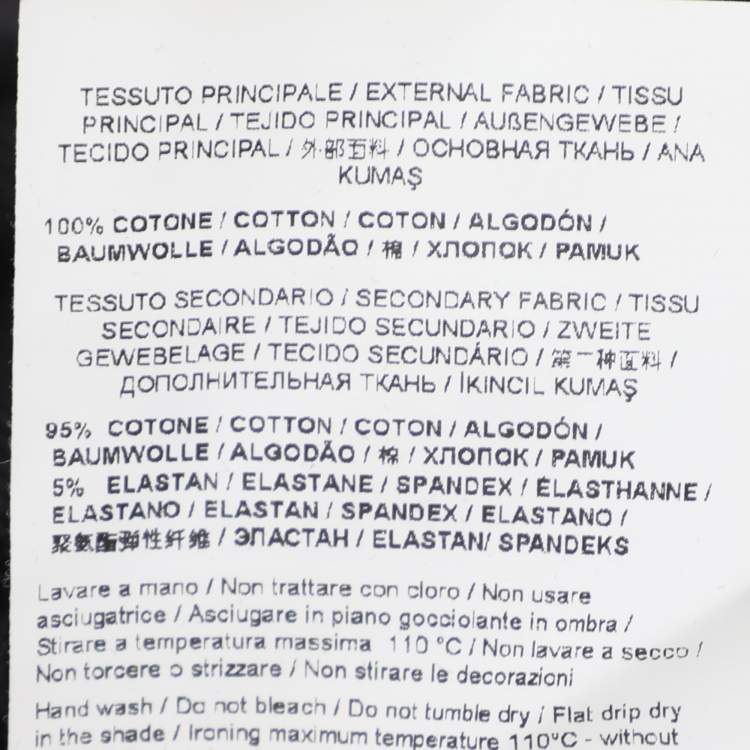 TESSUTO PRINCIPALE / EXTERNAL FABRIC / TISSU
PRINCIPAL / TEJIDO PRINCIPAL / AUßENGEWEBE /
TECIDO PRINCIPAL / 外部面料 / ОСНОВНАЯ ТКАНЬ / ANA
KUMAŞ
100% COTONE / COTTON / COTON / ALGODÓN /
BAUMWOLLE / ALGODÃO / 棉 / ХЛОПОК / PAMUK
TESSUTO SECONDARIO / SECONDARY FABRIC / TISSU
SECONDAIRE / TEJIDO SECUNDARIO / ZWEITE
GEWEBELAGE / TECIDO SECUNDÁRIO / 第二种面料 /
ДОПОЛНИТЕЛЬНАЯ ТКАНЬ / İKINCIL KUMAŞ
95% COTONE / COTTON / COTON / ALGODÓN /
BAUMWOLLE / ALGODÃO / 棉 / ХЛОПОК / PAMUK
5% ELASTAN / ELASTANE / SPANDEX / ÉLASTHANNE /
ELASTANO / ELASTAN / SPANDEX / ELASTANO /
聚氨酯弹性纤维 / ЭЛАСТАН / ELASTAN/ SPANDEKS
Lavare a mano / Non trattare con cloro / Non usare
asciugatrice / Asciugare in piano gocciolante in ombra /
Stirare a temperatura massima 110 °C / Non lavare a secco /
Non torcere o strizzare / Non stirare le decorazioni
Hand wash / Do not bleach / Do not tumble dry / Flat drip dry
in the shade / Ironing maximum temperature 110°C - without